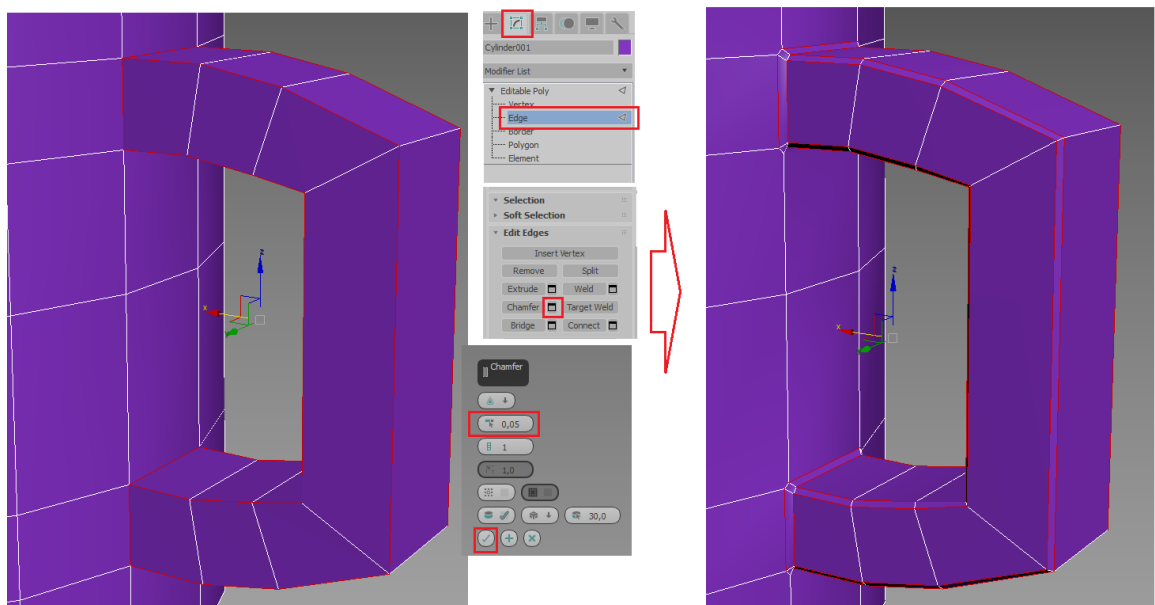 Cylinder001
Modifier List
Editable Poly
Vertex
Edge
Border
Polygon
Element
Selection
Soft Selection
Edit Edges
Insert Vertex
Remove Split
Extrude Weld
Chamfer Target Weld
Bridge Connect
Chamfer
0,05
1
1,0
30,0
z
x
y
z
x